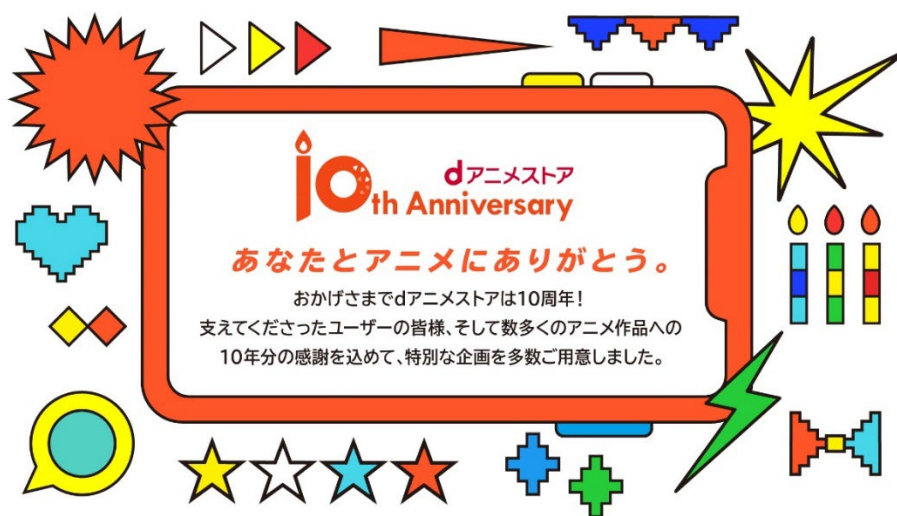 dアニメストア
10th Anniversary
あなたとアニメにありがとう。
おかげさまでdアニメストアは10周年!
支えてくださったユーザーの皆様、そして数多くのアニメ作品への
10年分の感謝を込めて、特別な企画を多数ご用意しました。